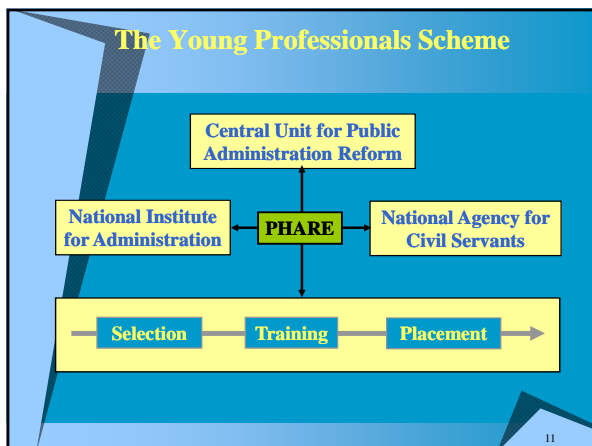 The Young Professionals Scheme
Central Unit for Public
Administration Reform
National Institute
for Administration
PHARE
National Agency for
Civil Servants
Selection
Training
Placement
11